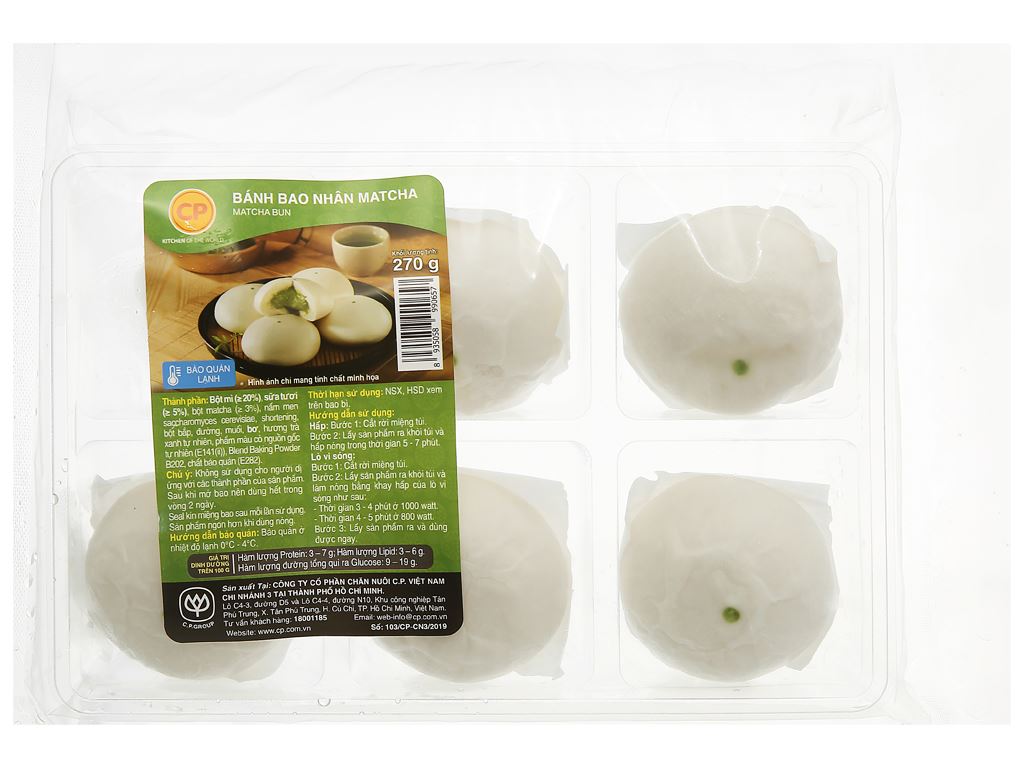 CP
KITCHEN OF THE WORLD
BÁNH BAO NHÂN MATCHA
MATCHA BUN
Khối lượng tịnh:
270 g
8 935058 990657
BẢO QUẢN
LẠNH
• Hình ảnh chỉ mang tính chất minh họa
Thành phần: Bột mì (≥ 20%), sữa tươi
(≥ 5%), bột matcha (≥ 3%), nấm men
saccharomyces cerevisiae, shortening,
bột bắp, đường, muối, bơ, hương trà
xanh tự nhiên, phẩm màu có nguồn gốc
tự nhiên (E141(ii)), Blend Baking Powder
B202, chất bảo quản (E282).
Chú ý: Không sử dụng cho người dị
ứng với các thành phần của sản phẩm.
Sau khi mở bao nên dùng hết trong
vòng 2 ngày.
Seal kín miệng bao sau mỗi lần sử dụng.
Sản phẩm ngon hơn khi dùng nóng.
Hướng dẫn bảo quản: Bảo quản ở
nhiệt độ lạnh 0°C - 4°C.
Thời hạn sử dụng: NSX, HSD xem
trên bao bì.
Hướng dẫn sử dụng:
Hấp: Bước 1: Cắt rời miệng túi.
Bước 2: Lấy sản phẩm ra khỏi túi và
hấp nóng trong thời gian 5 - 7 phút.
Lò vi sóng:
Bước 1: Cắt rời miệng túi.
Bước 2: Lấy sản phẩm ra khỏi túi và
làm nóng bằng khay hấp của lò vi
sóng như sau:
- Thời gian 3 - 4 phút ở 1000 watt.
- Thời gian 4 - 5 phút ở 800 watt.
Bước 3: Lấy sản phẩm ra và dùng
được ngay.
GIÁ TRỊ
DINH DƯỠNG
TRÊN 100 G
Hàm lượng Protein: 3 – 7 g; Hàm lượng Lipid: 3 – 6 g.
Hàm lượng đường tổng qui ra Glucose: 9 – 19 g.
C.P.GROUP
Sản xuất Tại: CÔNG TY CỔ PHẦN CHĂN NUÔI C.P. VIỆT NAM
CHI NHÁNH 3 TẠI THÀNH PHỐ HỒ CHÍ MINH.
Lô C4-3, đường D5 và Lô C4-4, đường N10, Khu công nghiệp Tân
Phú Trung, X. Tân Phú Trung, H. Củ Chi, TP. Hồ Chí Minh, Việt Nam.
Tư vấn khách hàng: 18001185 Email: web-info@cp.com.vn
Website: www.cp.com.vn Số: 103/CP-CN3/2019